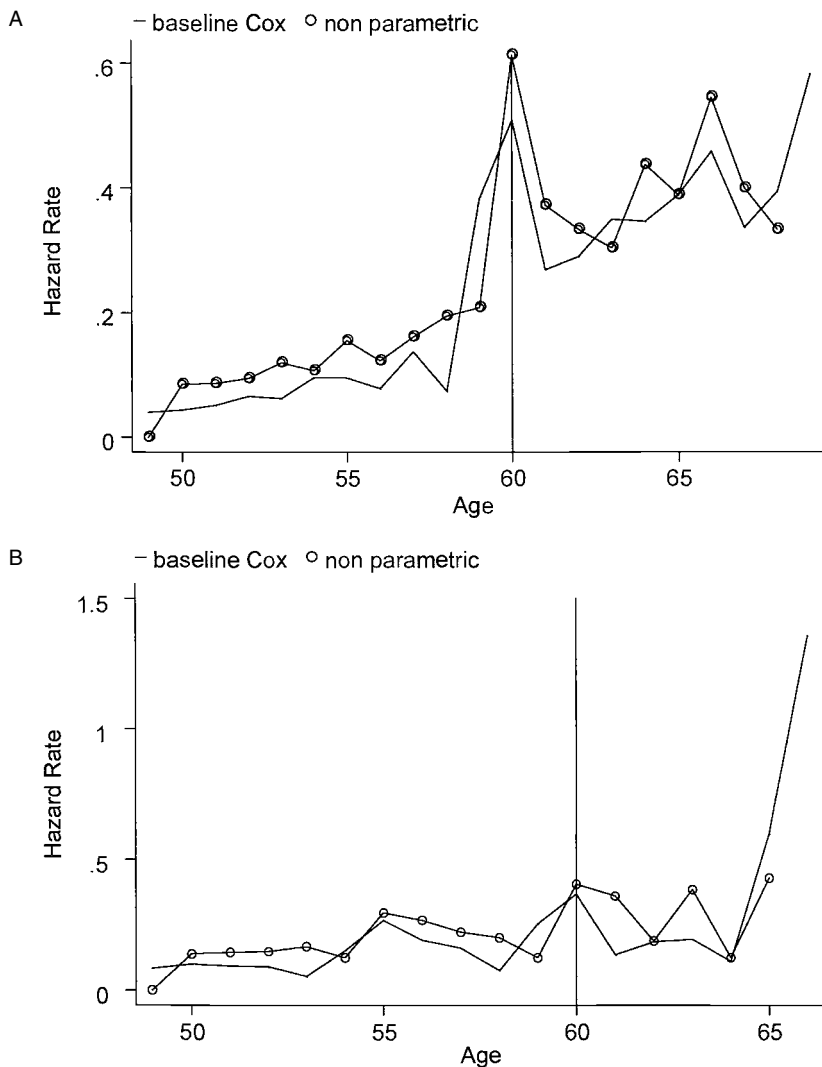 A
– baseline Cox ○ non parametric
.6
.4
.2
0
Hazard Rate
50 55 60 65
Age
B
– baseline Cox ○ non parametric
1.5
1
.5
0
Hazard Rate
50 55 60 65
Age